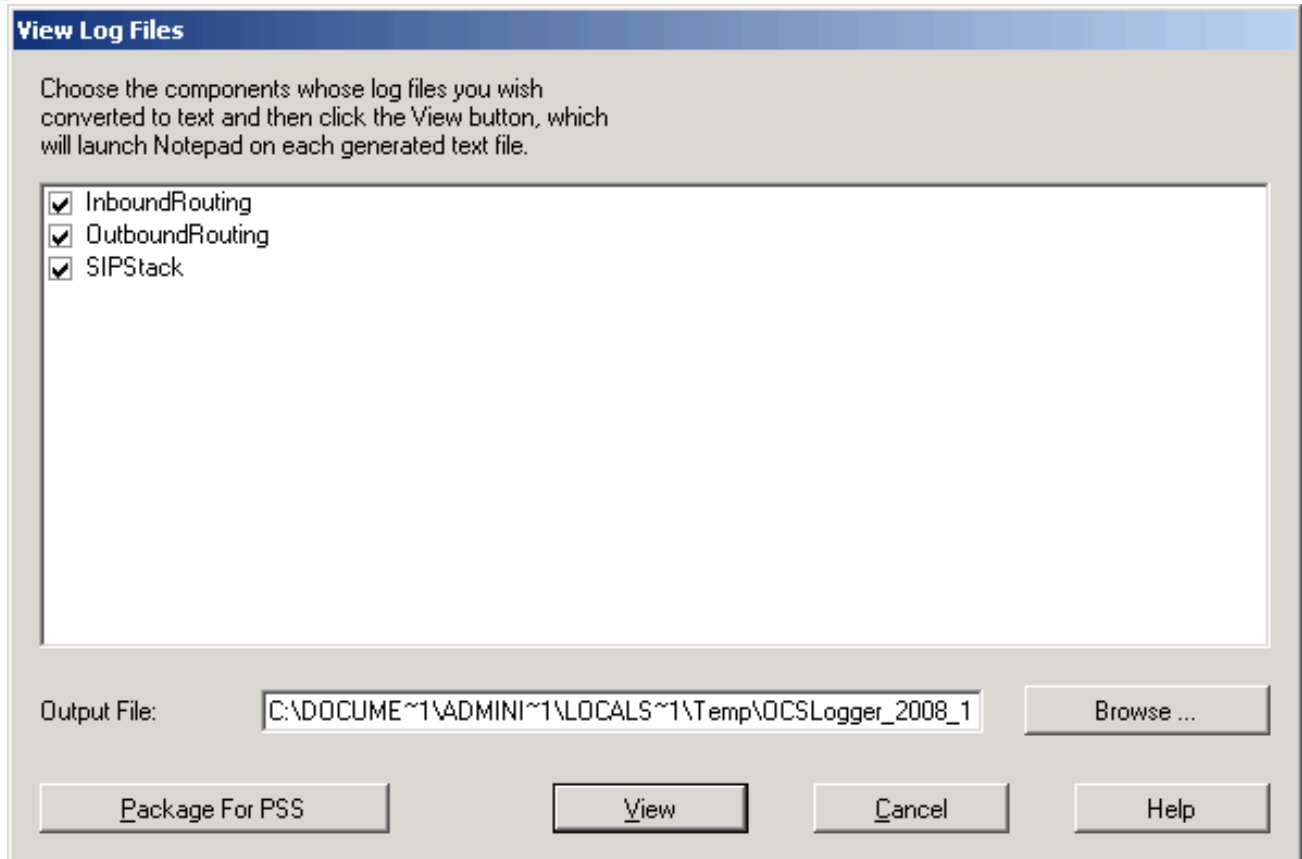 View Log Files
Choose the components whose log files you wish
converted to text and then click the View button, which
will launch Notepad on each generated text file.
InboundRouting
OutboundRouting
SIPStack
Output File:
C:\DOCUME~1\ADMINI~1\LOCALS~1\Temp\OCSLogger_2008_1
Browse ...
Package For PSS
View
Cancel
Help